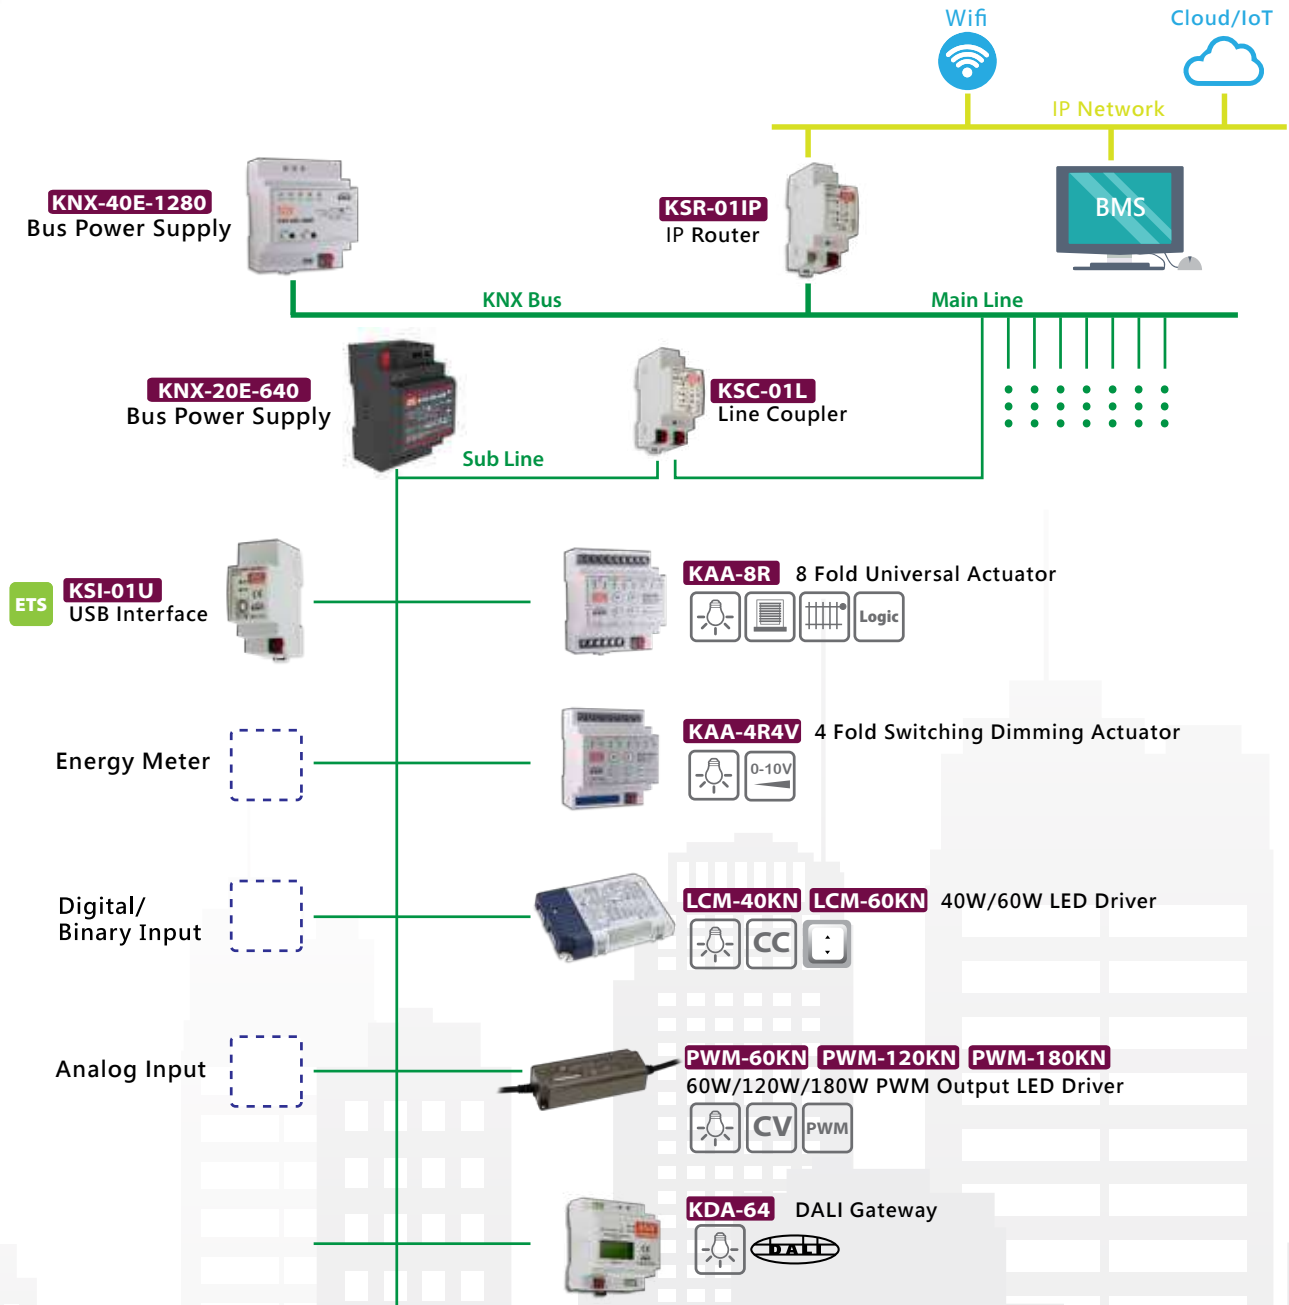 Wifi
Cloud/IoT
IP Network
KNX-40E-1280
Bus Power Supply
KSR-01IP
IP Router
BMS
KNX Bus
Main Line
KNX-20E-640
Bus Power Supply
KSC-01L
Line Coupler
Sub Line
ETS
KSI-01U
USB Interface
KAA-8R 8 Fold Universal Actuator
Logic
Energy Meter
KAA-4R4V 4 Fold Switching Dimming Actuator
0-10V
Digital/
Binary Input
LCM-40KN LCM-60KN 40W/60W LED Driver
CC
Analog Input
PWM-60KN PWM-120KN PWM-180KN
60W/120W/180W PWM Output LED Driver
CV PWM
KDA-64 DALI Gateway
DALI